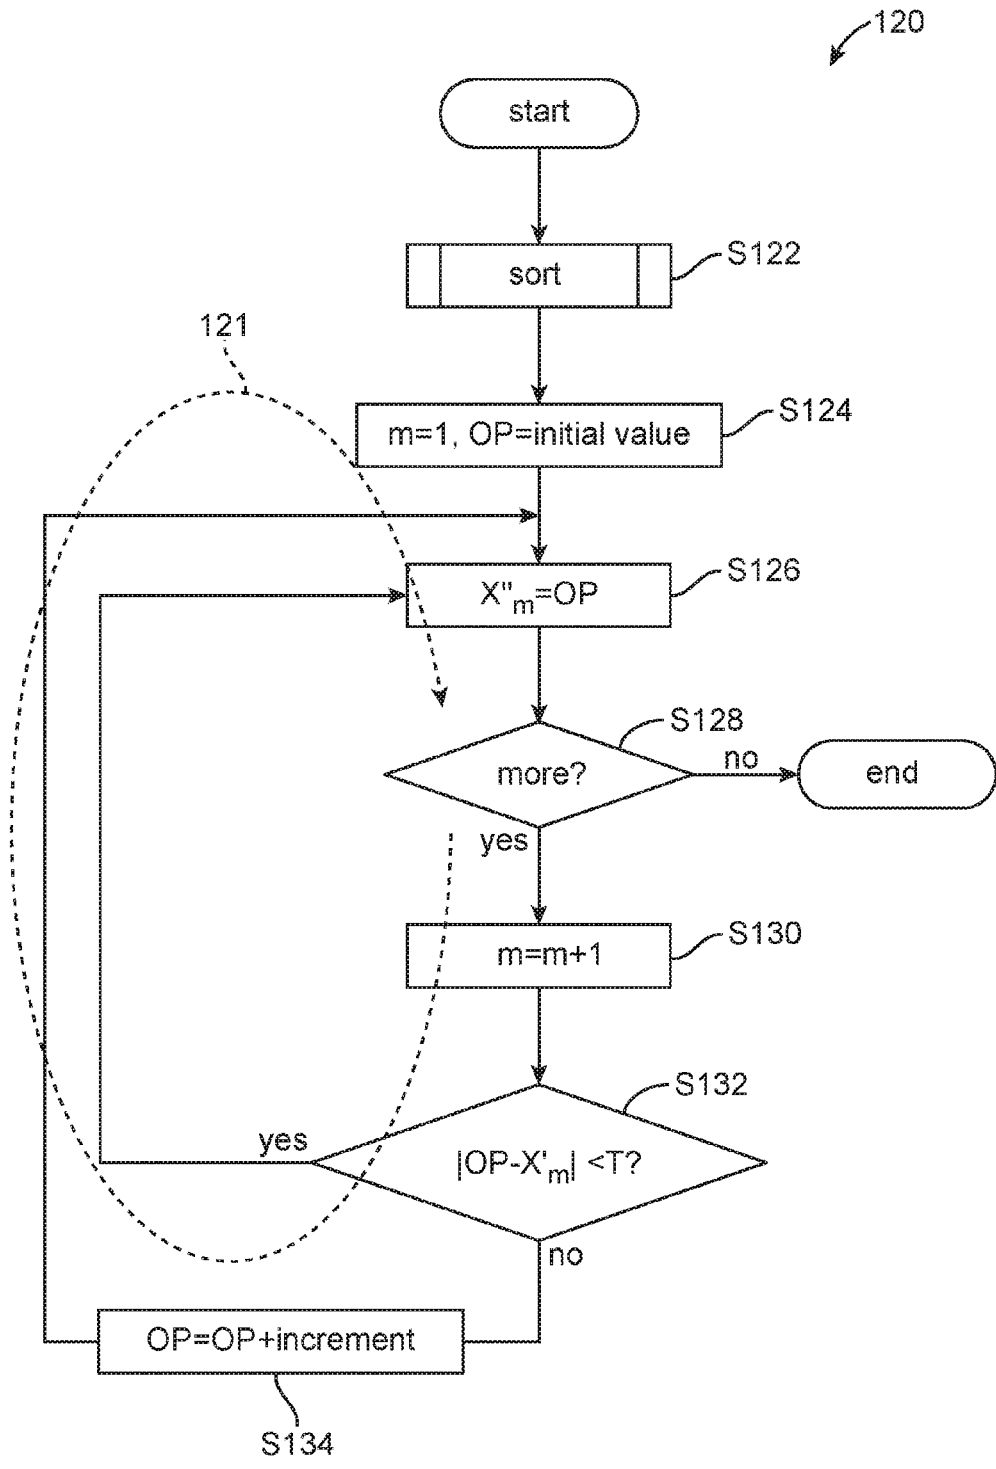 120
start
sort
S122
121
m=1, OP=initial value
S124
X"m=OP
S126
more?
S128
no
end
yes
m=m+1
S130
|OP-X'm| <T?
S132
yes
no
OP=OP+increment
S134